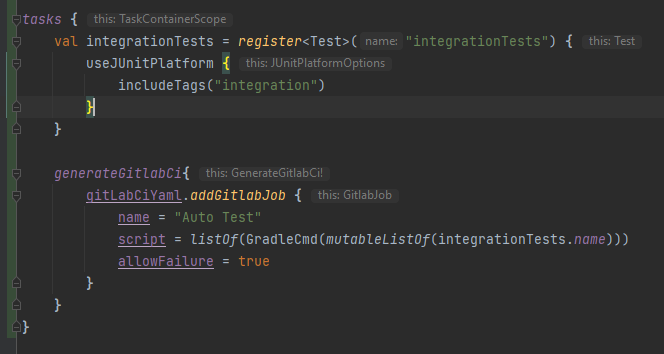 tasks { this: TaskContainerScope
    val integrationTests = register<Test>( name: "integrationTests") { this: Test
        useJUnitPlatform { this: JUnitPlatformOptions
            includeTags("integration")
        }
    }
    generateGitlabCi{ this: GenerateGitlabCi!
        gitLabCiYaml.addGitlabJob { this: GitlabJob
            name = "Auto Test"
            script = listOf(GradleCmd(mutableListOf(integrationTests.name)))
            allowFailure = true
        }
    }
}